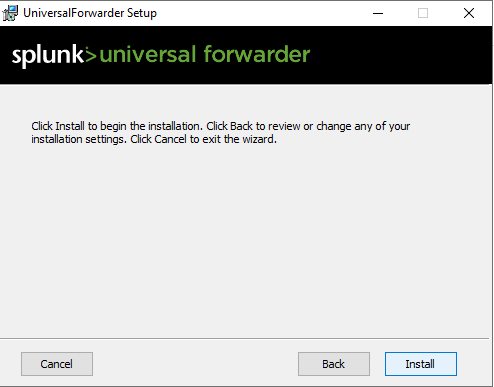 UniversalForwarder Setup
splunk> universal forwarder
Click Install to begin the installation. Click Back to review or change any of your
installation settings. Click Cancel to exit the wizard.
Cancel
Back
Install